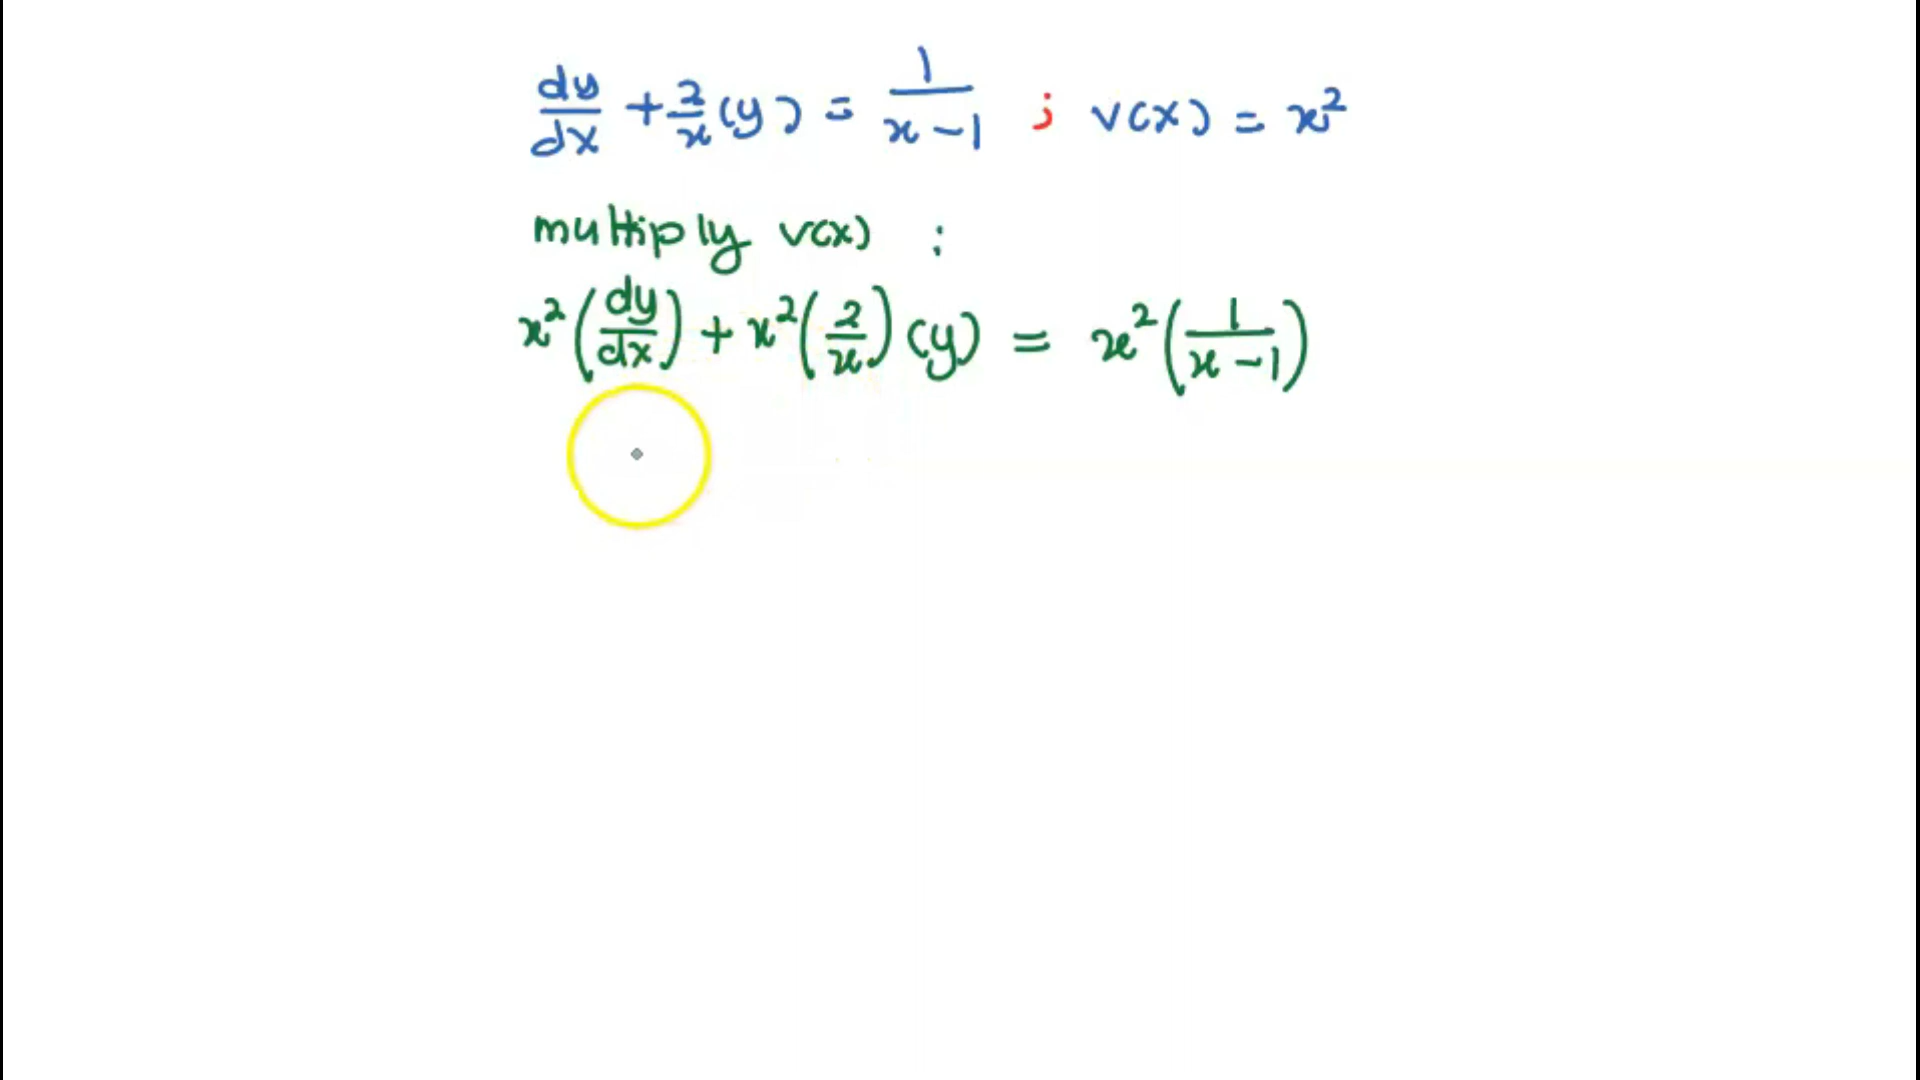 dy/dx + 2/x (y) = 1/(x-1) ; v(x) = x²
multiply v(x) :
x² (dy/dx) + x² (2/x) (y) = x² (1/(x-1))